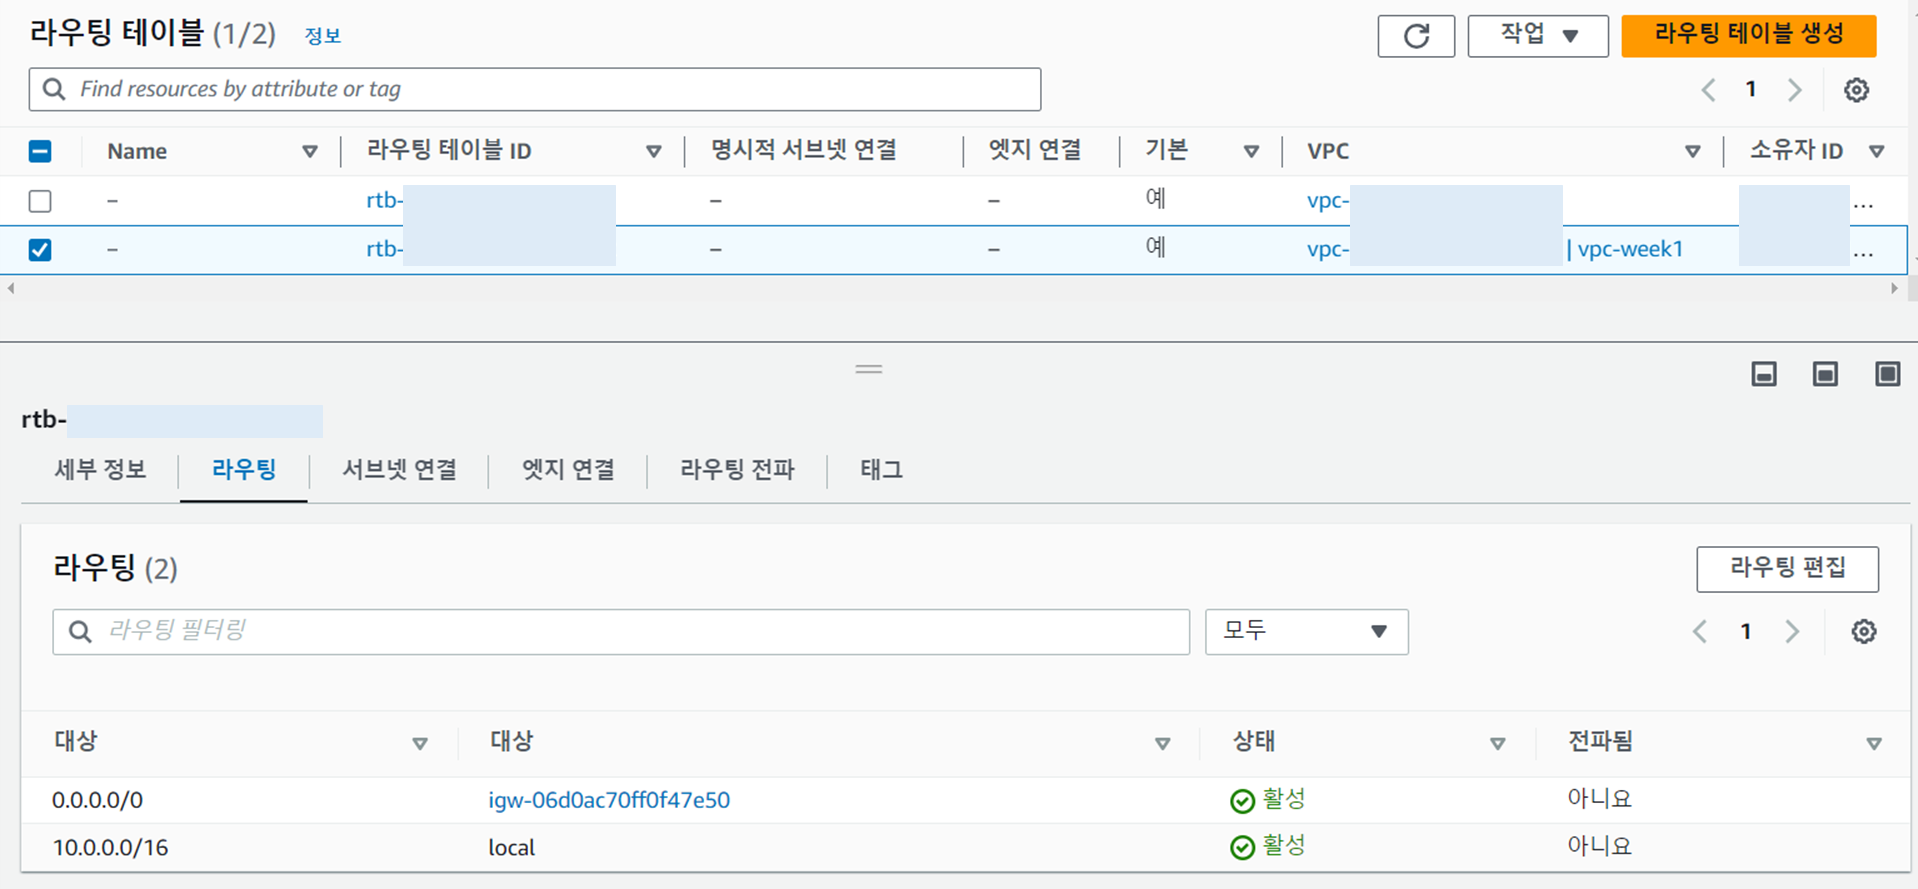 라우팅 테이블 (1/2) 정보
작업 라우팅 테이블 생성
Find resources by attribute or tag
1
Name 라우팅 테이블 ID 명시적 서브넷 연결 엣지 연결 기본 VPC 소유자 ID
– rtb- – – 예 vpc- ...
– rtb- – – 예 vpc- | vpc-week1 ...
rtb-
세부 정보 라우팅 서브넷 연결 엣지 연결 라우팅 전파 태그
라우팅 (2) 라우팅 편집
라우팅 필터링 모두 1
대상 대상 상태 전파됨
0.0.0.0/0 igw-06d0ac70ff0f47e50 활성 아니요
10.0.0.0/16 local 활성 아니요